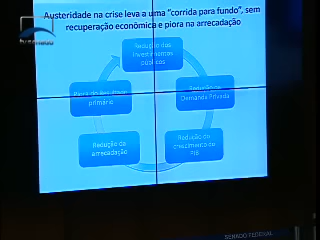 Austeridade na crise leva a uma "corrida para fundo", sem
recuperação econômica e piora na arrecadação
Redução dos
investimentos
públicos
Demanda Privada
Redução do
crescimento do
PIB
Redução da
arrecadação
primário
SENADO FEDERAL